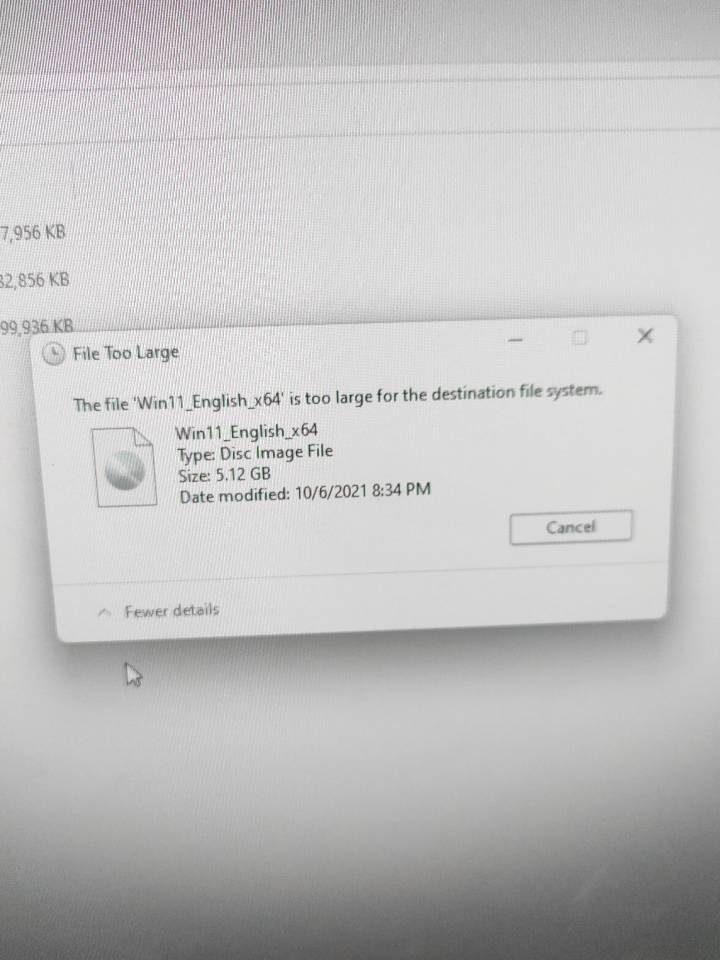 7,956 KB
32,856 KB
99,936 KB
File Too Large
The file 'Win11_English_x64' is too large for the destination file system.
Win11_English_x64
Type: Disc Image File
Size: 5.12 GB
Date modified: 10/6/2021 8:34 PM
Cancel
Fewer details